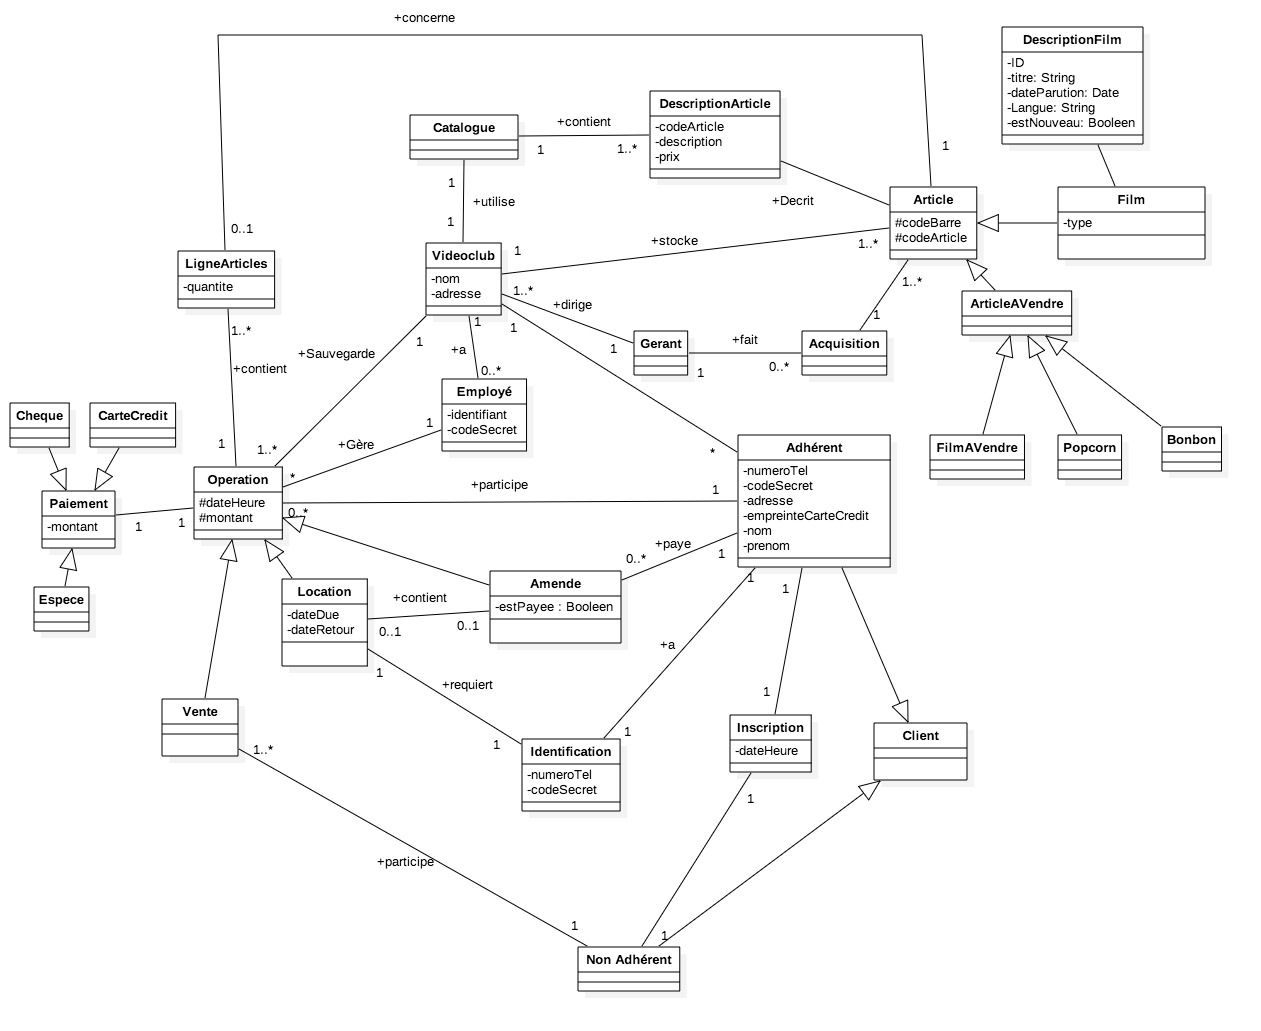 +concerne
DescriptionFilm
-ID
-titre: String
-dateParution: Date
-Langue: String
-estNouveau: Booleen
DescriptionArticle
-codeArticle
-description
-prix
Catalogue
+contient
1
1..*
1
1
+utilise
1
+Decrit
Article
#codeBarre
#codeArticle
Film
-type
0..1
LigneArticles
-quantite
Videoclub
-nom
-adresse
1
+stocke
1..*
1..*
+dirige
1
1
1..*
1
ArticleAVendre
1..*
+contient
1
+Sauvegarde
1
1..*
1
+a
0..*
Gerant
1
+fait
0..*
Acquisition
Employé
-identifiant
-codeSecret
1
+Gère
*
Cheque
CarteCredit
FilmAVendre
Popcorn
Bonbon
*
Adhérent
-numeroTel
-codeSecret
-adresse
-empreinteCarteCredit
-nom
-prenom
Paiement
-montant
1
1
Operation
#dateHeure
#montant
0..*
+participe
1
Espece
Location
-dateDue
-dateRetour
+contient
0..1
0..1
Amende
-estPayee : Booleen
0..*
+paye
1
1
+requiert
1
1
+a
1
1
1
Vente
1..*
Identification
-numeroTel
-codeSecret
Inscription
-dateHeure
1
Client
+participe
1
1
Non Adhérent